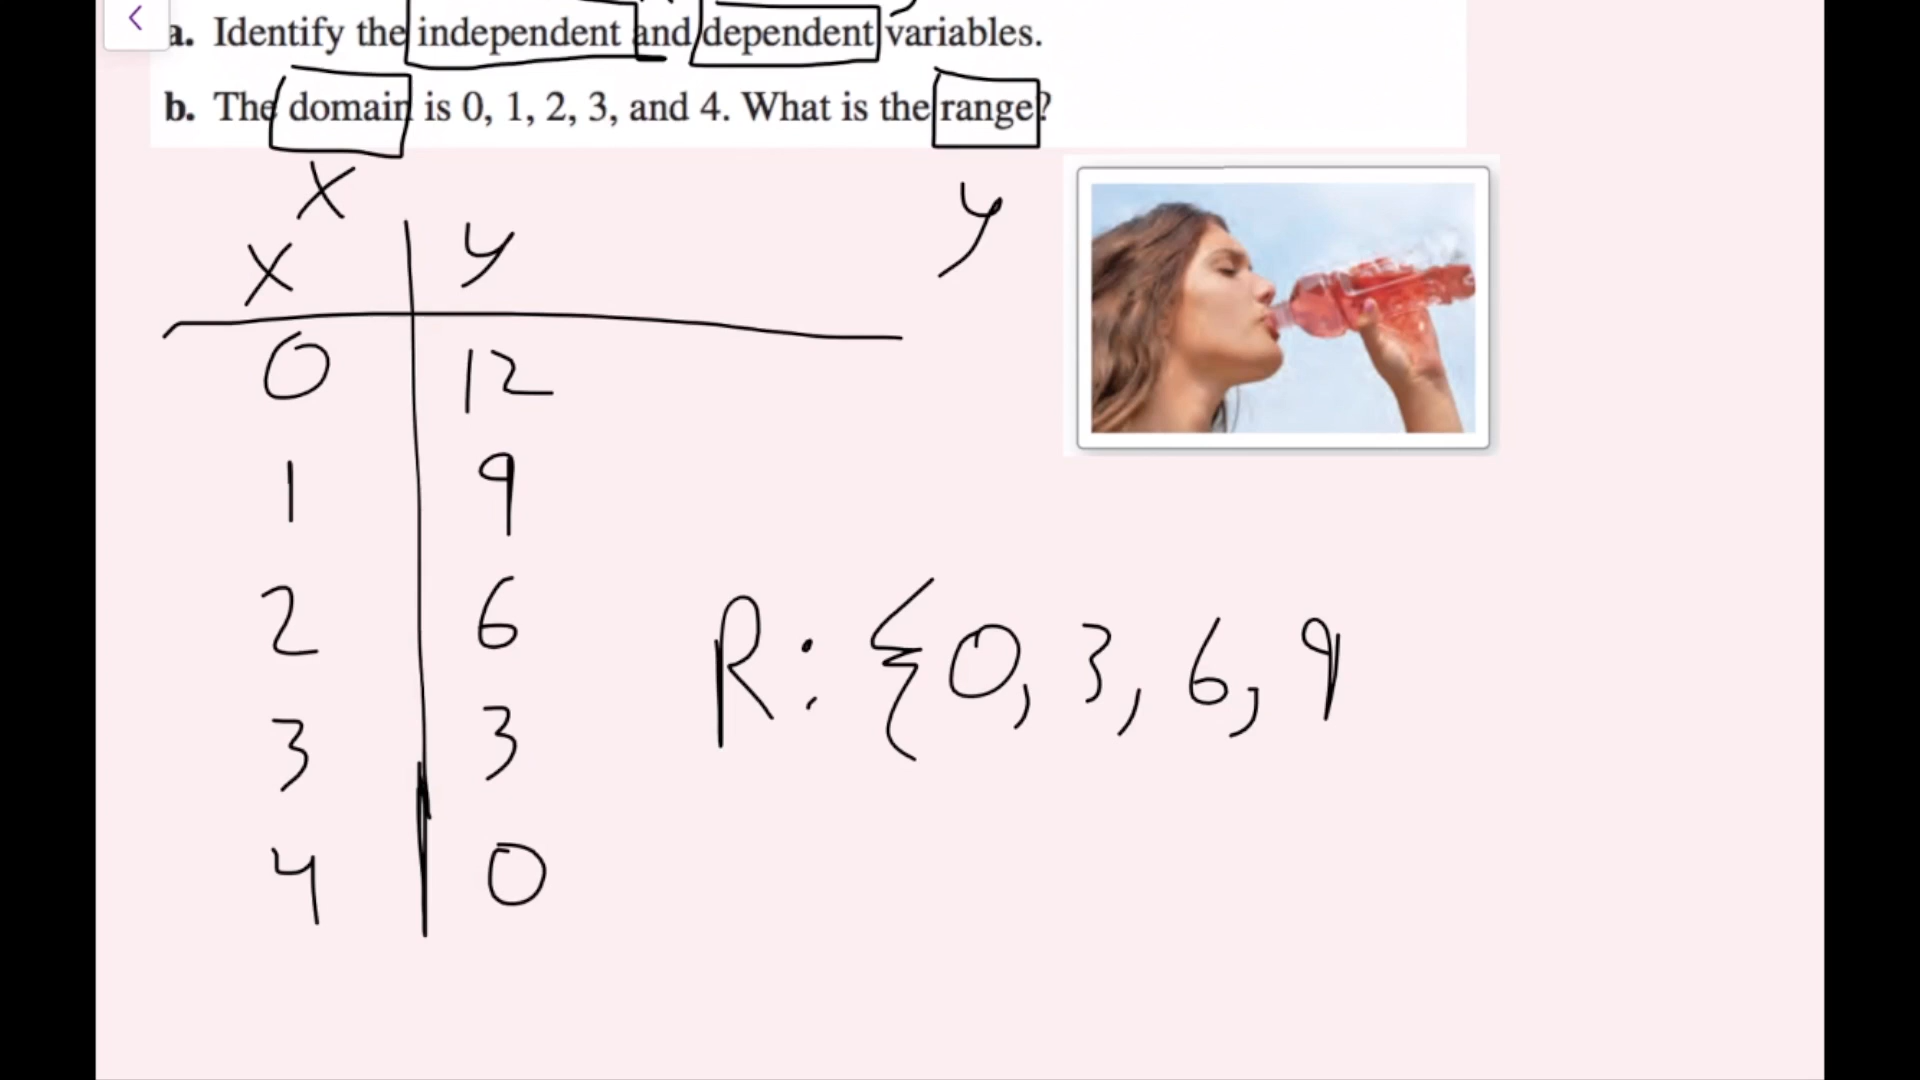 a. Identify the independent and dependent variables.
b. The domain is 0, 1, 2, 3, and 4. What is the range?
x y
x y
0 12
1 9
2 6
R: {0, 3, 6, 9
3 3
4 0